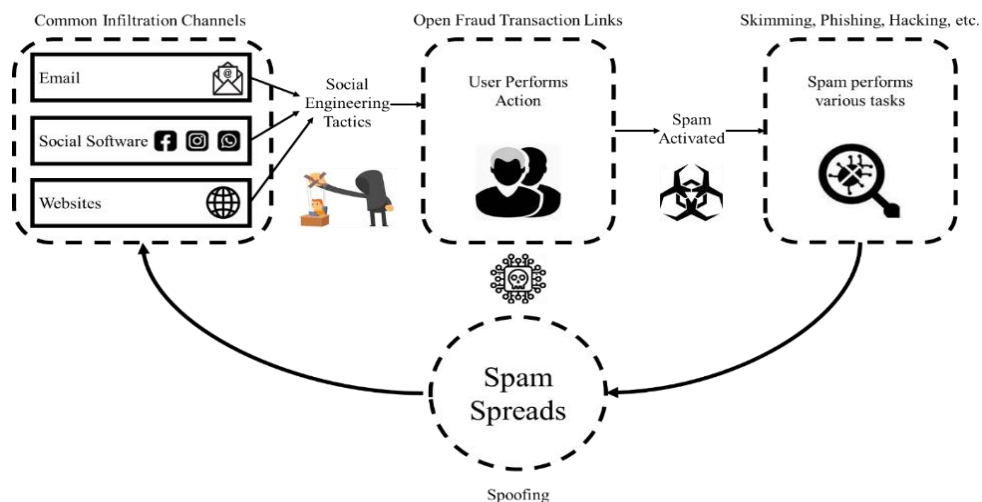 Common Infiltration Channels
Open Fraud Transaction Links
Skimming, Phishing, Hacking, etc.
Email
@
Social Software
Websites
Social
Engineering
Tactics
User Performs
Action
Spam
Activated
Spam performs
various tasks
Spam
Spreads
Spoofing